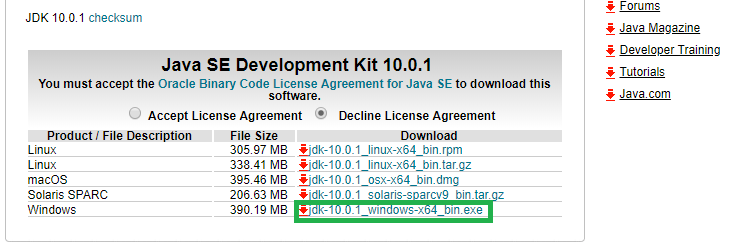 JDK 10.0.1 checksum
Java SE Development Kit 10.0.1
You must accept the Oracle Binary Code License Agreement for Java SE to download this
software.
Accept License Agreement Decline License Agreement
Product / File Description File Size Download
Linux 305.97 MB jdk-10.0.1_linux-x64_bin.rpm
Linux 338.41 MB jdk-10.0.1_linux-x64_bin.tar.gz
macOS 395.46 MB jdk-10.0.1_osx-x64_bin.dmg
Solaris SPARC 206.63 MB jdk-10.0.1_solaris-sparcv9_bin.tar.gz
Windows 390.19 MB jdk-10.0.1_windows-x64_bin.exe
Forums
Java Magazine
Developer Training
Tutorials
Java.com